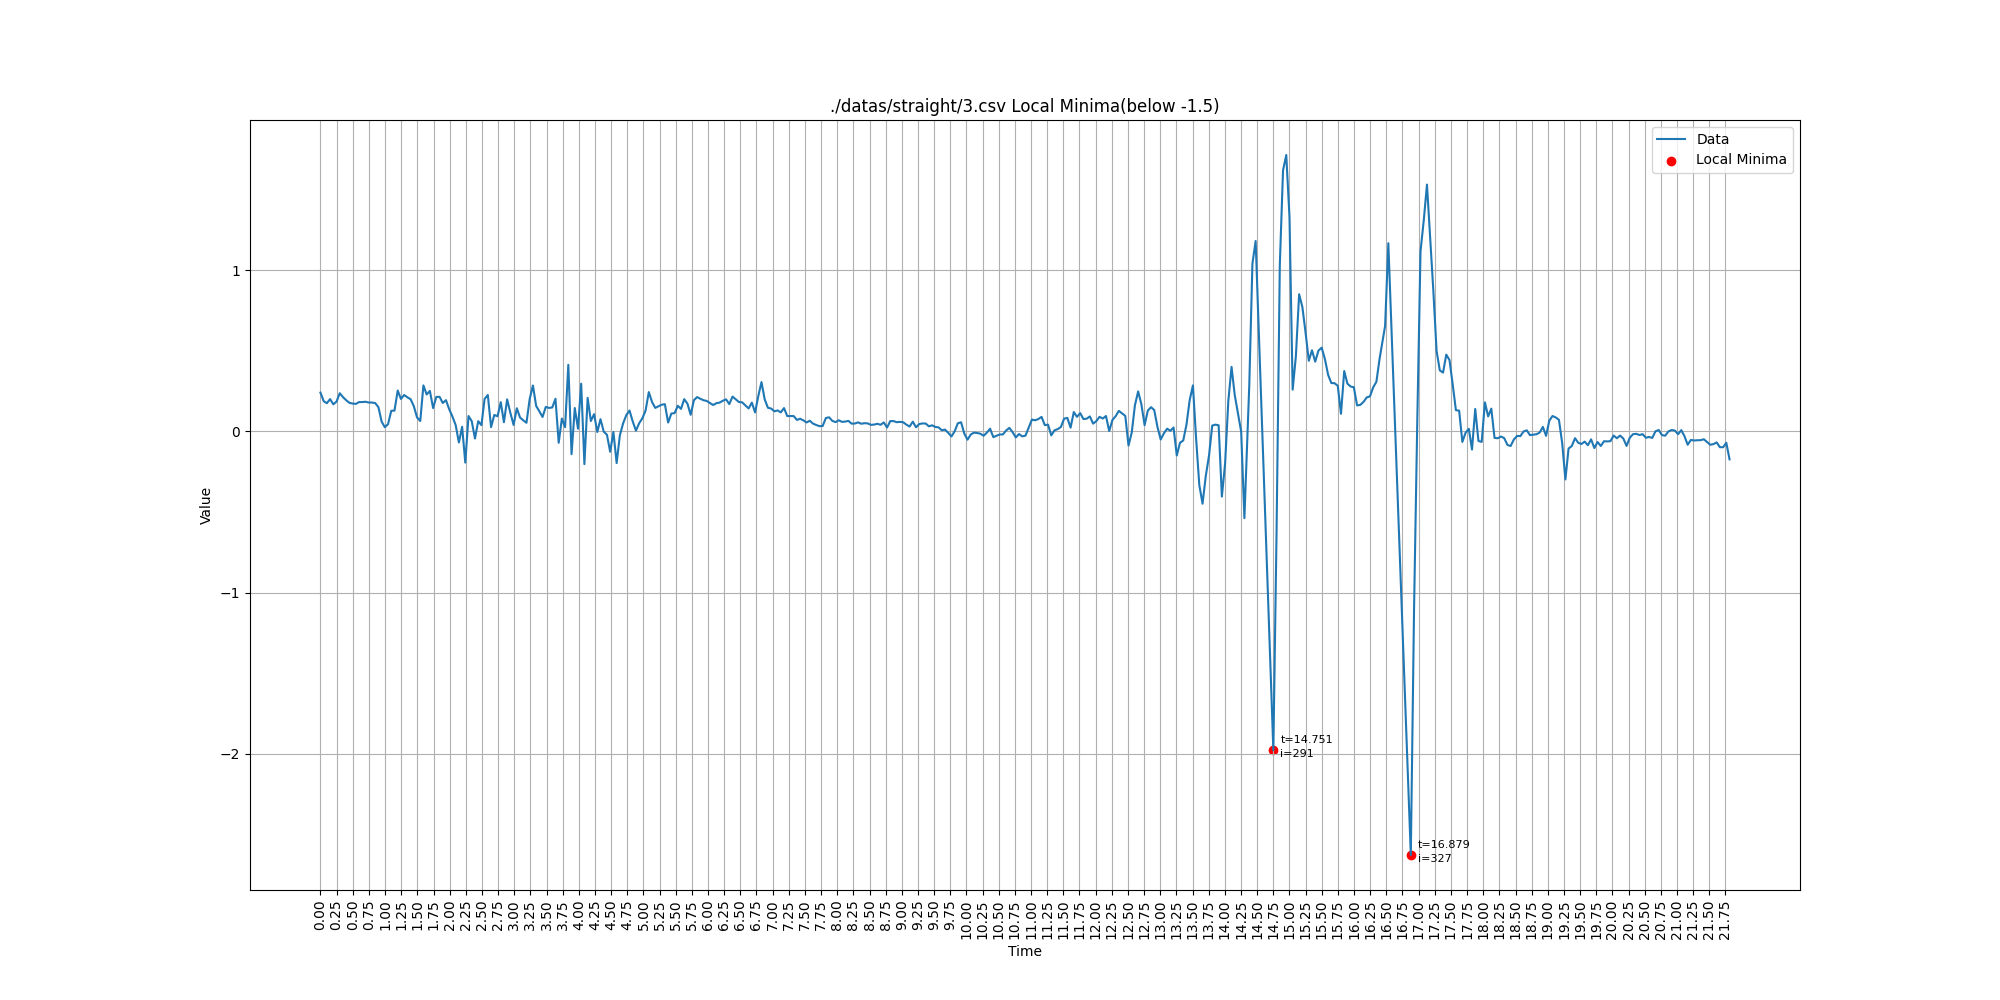 ./datas/straight/3.csv Local Minima(below -1.5)
Data
Local Minima
1
0
−1
−2
Value
t=14.751
i=291
t=16.879
i=327
0.00 0.25 0.50 0.75 1.00 1.25 1.50 1.75 2.00 2.25 2.50 2.75 3.00 3.25 3.50 3.75 4.00 4.25 4.50 4.75 5.00 5.25 5.50 5.75 6.00 6.25 6.50 6.75 7.00 7.25 7.50 7.75 8.00 8.25 8.50 8.75 9.00 9.25 9.50 9.75 10.00 10.25 10.50 10.75 11.00 11.25 11.50 11.75 12.00 12.25 12.50 12.75 13.00 13.25 13.50 13.75 14.00 14.25 14.50 14.75 15.00 15.25 15.50 15.75 16.00 16.25 16.50 16.75 17.00 17.25 17.50 17.75 18.00 18.25 18.50 18.75 19.00 19.25 19.50 19.75 20.00 20.25 20.50 20.75 21.00 21.25 21.50 21.75
Time